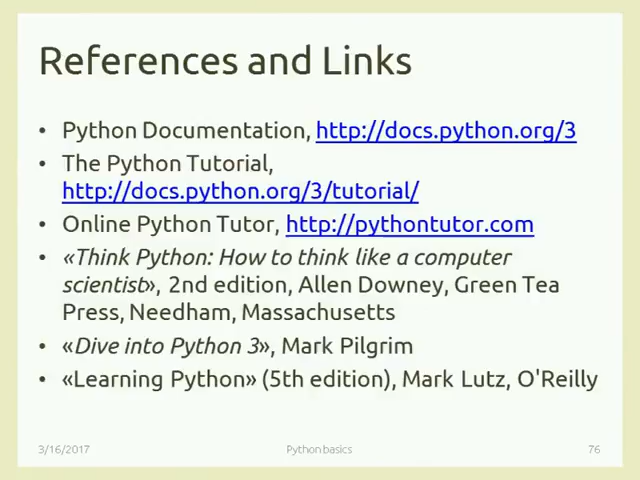 References and Links
• Python Documentation, http://docs.python.org/3
• The Python Tutorial,
http://docs.python.org/3/tutorial/
• Online Python Tutor, http://pythontutor.com
• «Think Python: How to think like a computer
scientist», 2nd edition, Allen Downey, Green Tea
Press, Needham, Massachusetts
• «Dive into Python 3», Mark Pilgrim
• «Learning Python» (5th edition), Mark Lutz, O'Reilly
3/16/2017 Python basics 76